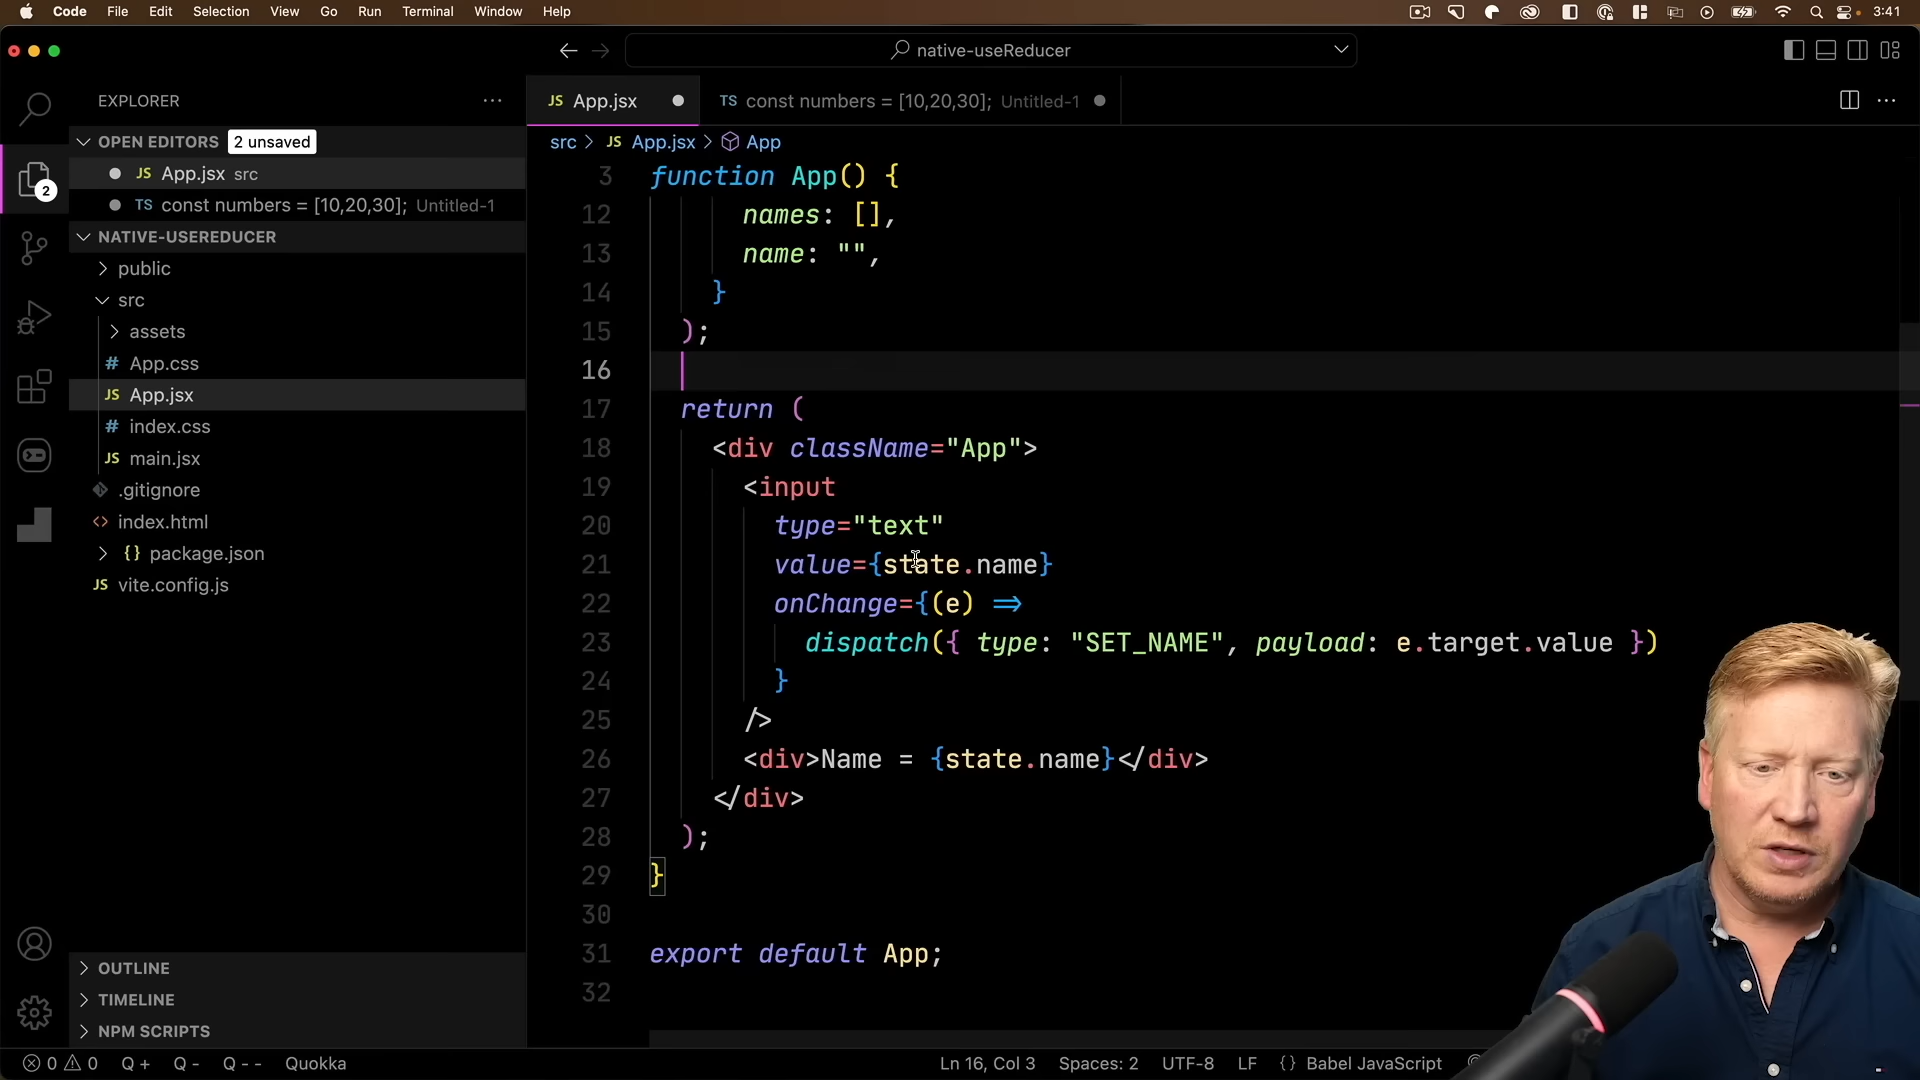 Code File Edit Selection View Go Run Terminal Window Help 3:41
native-useReducer
EXPLORER
OPEN EDITORS 2 unsaved
JS App.jsx src
TS const numbers = [10,20,30]; Untitled-1
NATIVE-USEREDUCER
public
src
assets
# App.css
JS App.jsx
# index.css
JS main.jsx
.gitignore
<> index.html
{} package.json
JS vite.config.js
OUTLINE
TIMELINE
NPM SCRIPTS
2
JS App.jsx
TS const numbers = [10,20,30]; Untitled-1
src > JS App.jsx > App
3 function App() {
12 names: [],
13 name: "",
14 }
15 );
16
17 return (
18 <div className="App">
19 <input
20 type="text"
21 value={state.name}
22 onChange={(e) =>
23 dispatch({ type: "SET_NAME", payload: e.target.value })
24 }
25 />
26 <div>Name = {state.name}</div>
27 </div>
28 );
29 }
30
31 export default App;
32
0 0 Q + Q - Q - - Quokka Ln 16, Col 3 Spaces: 2 UTF-8 LF {} Babel JavaScript